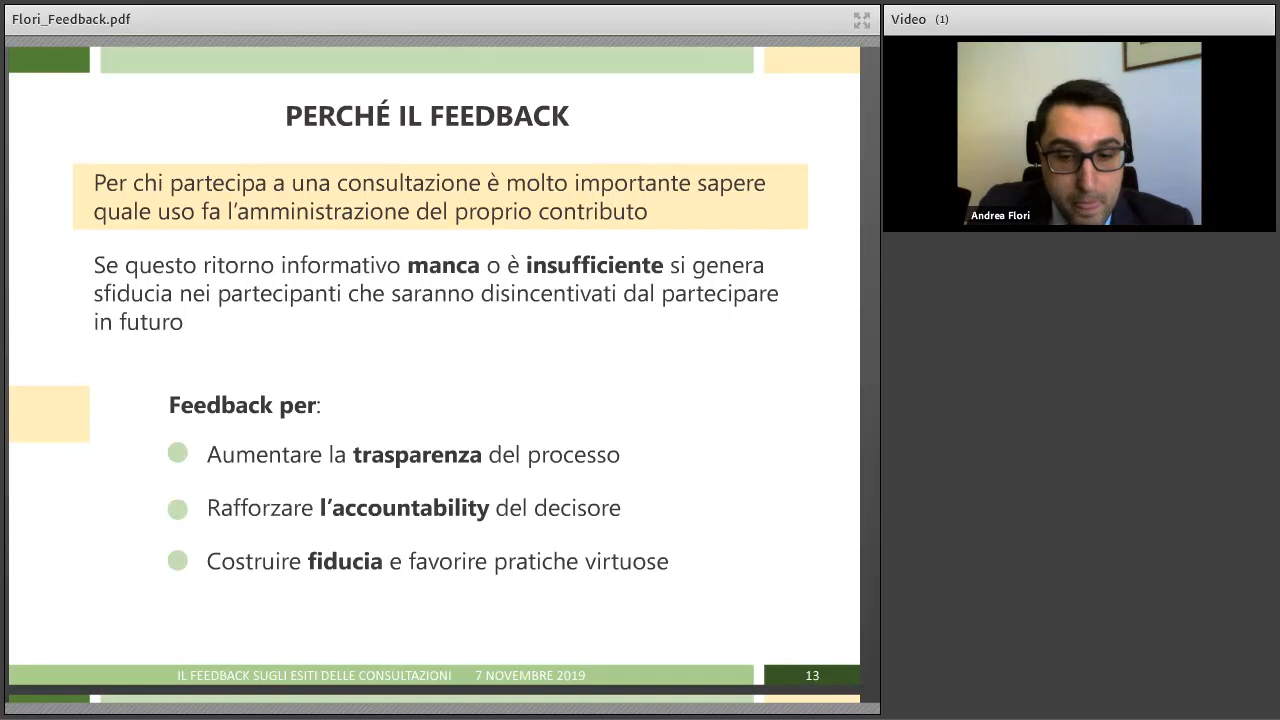 Flori_Feedback.pdf
Video (1)
PERCHÉ IL FEEDBACK
Per chi partecipa a una consultazione è molto importante sapere
quale uso fa l’amministrazione del proprio contributo
Se questo ritorno informativo manca o è insufficiente si genera
sfiducia nei partecipanti che saranno disincentivati dal partecipare
in futuro
Feedback per:
Aumentare la trasparenza del processo
Rafforzare l’accountability del decisore
Costruire fiducia e favorire pratiche virtuose
IL FEEDBACK SUGLI ESITI DELLE CONSULTAZIONI 7 NOVEMBRE 2019
13
Andrea Flori